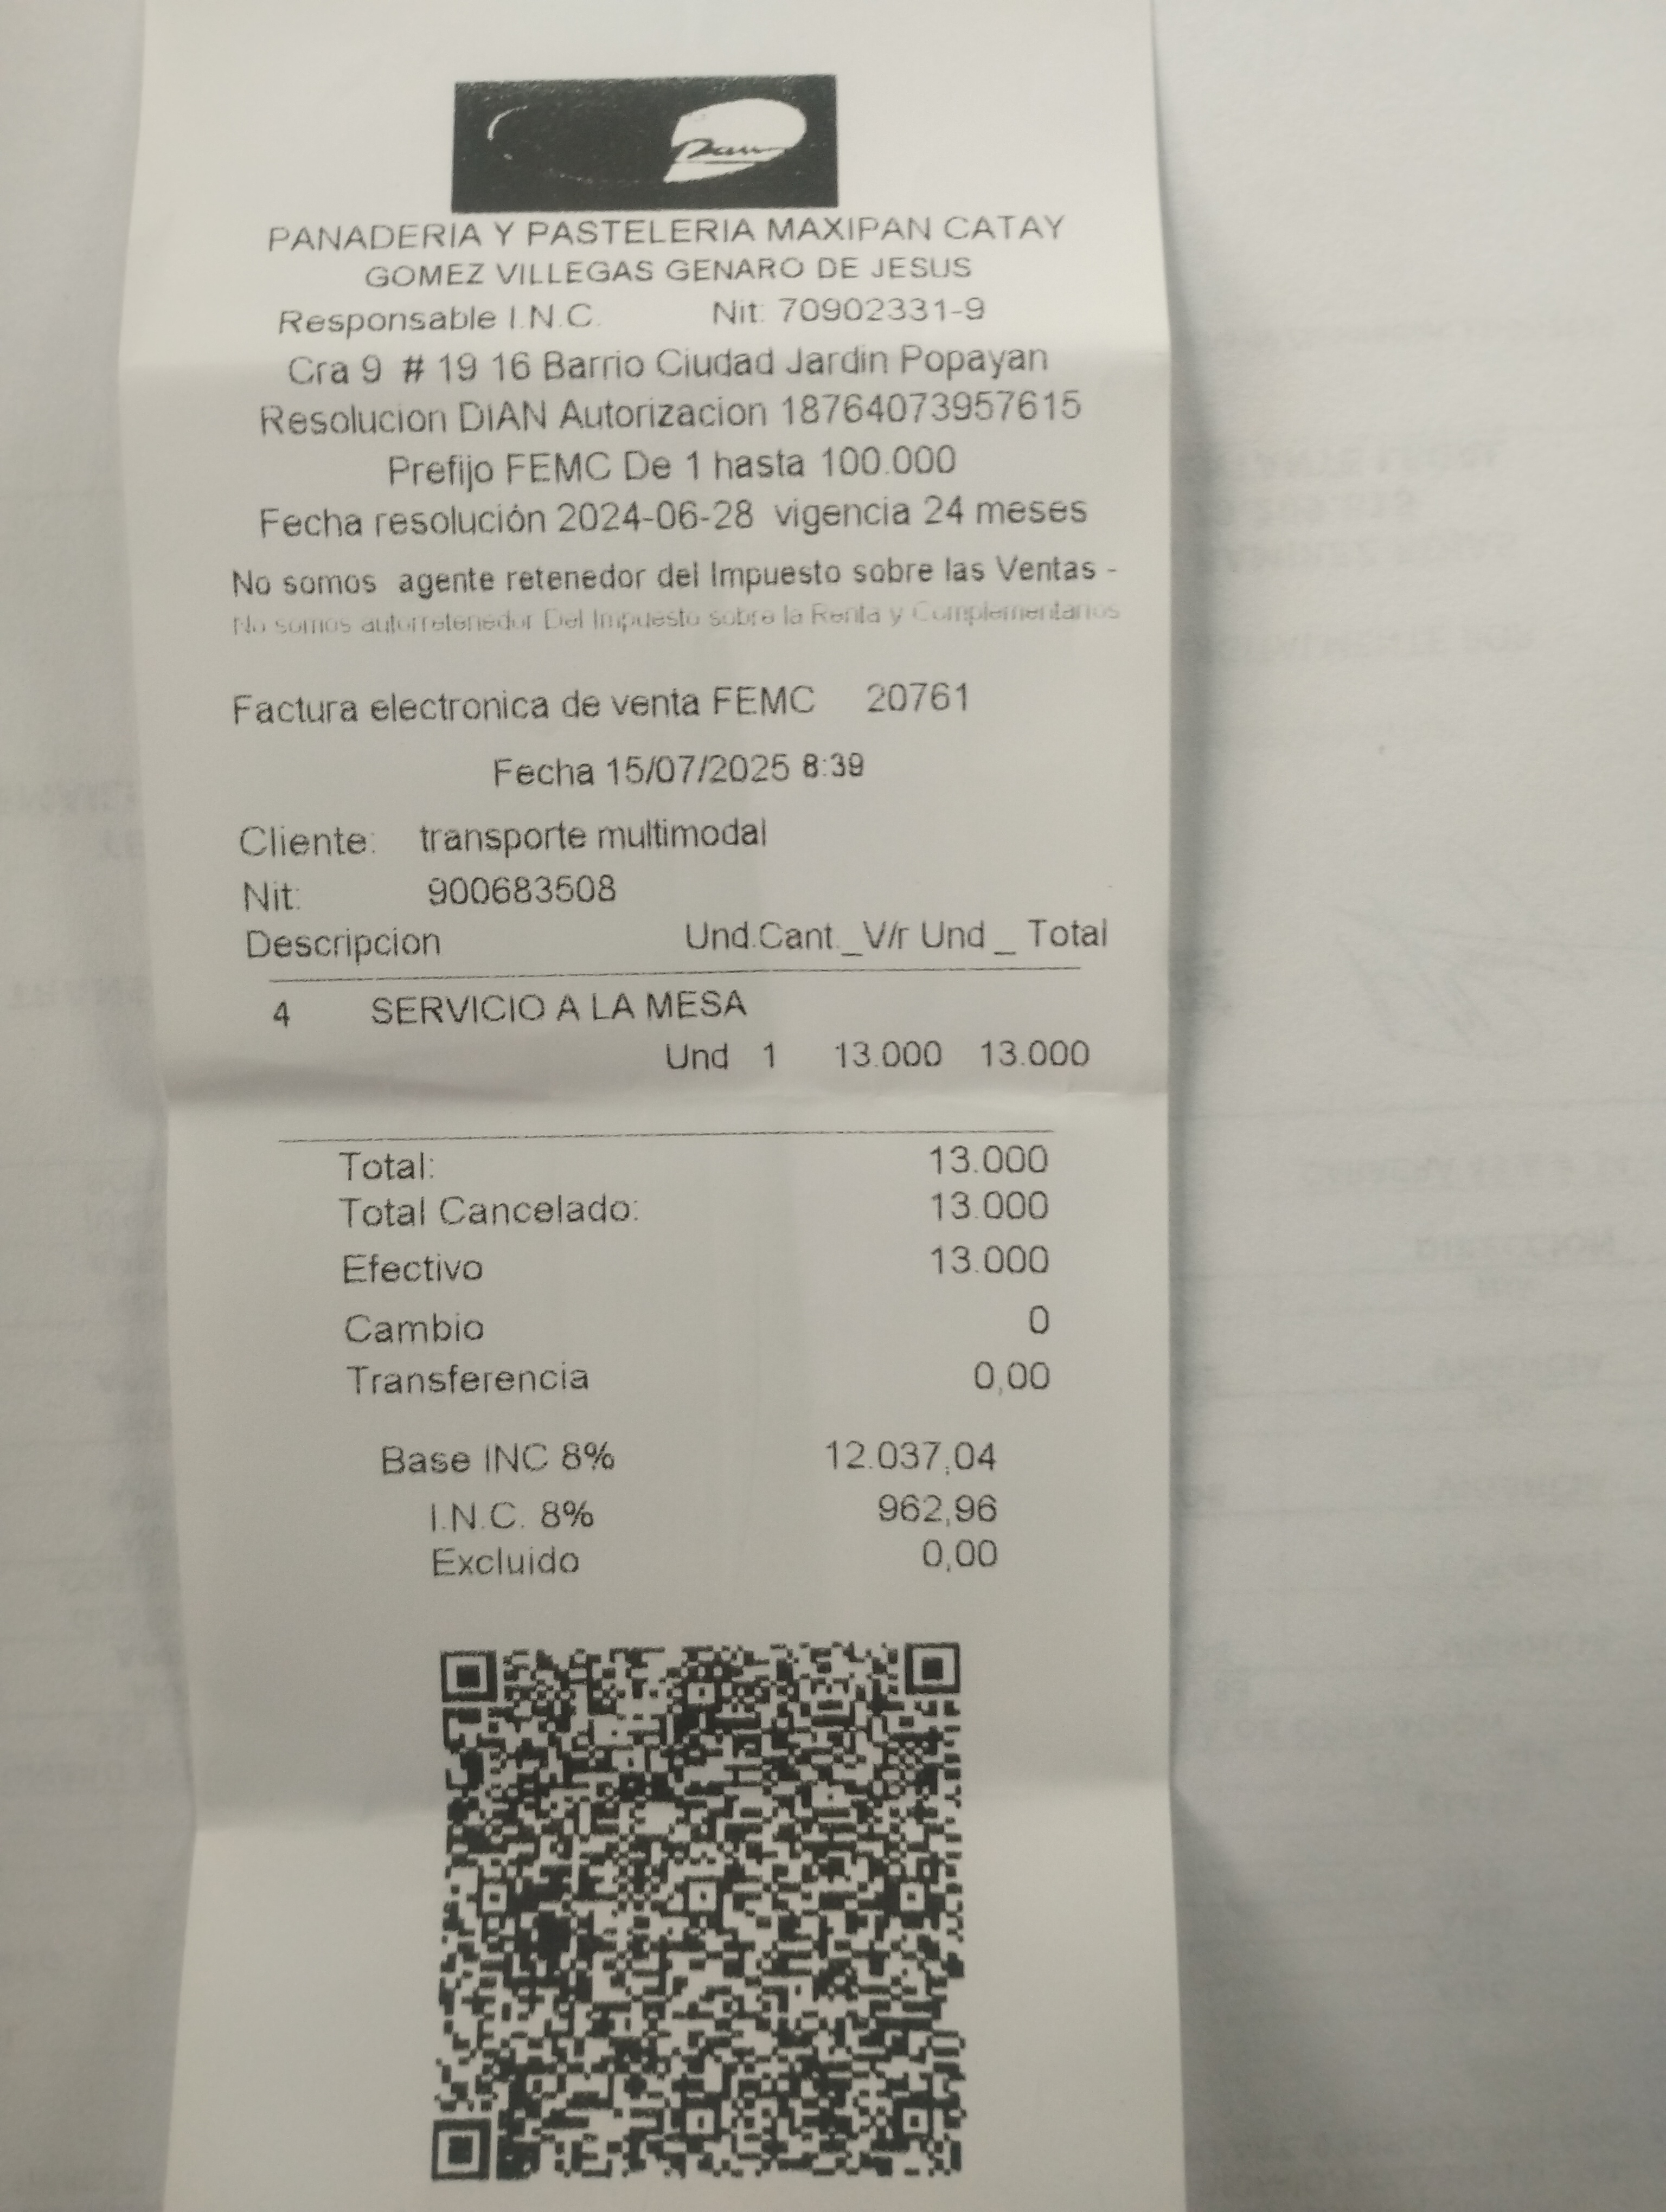 Pan
PANADERIA Y PASTELERIA MAXIPAN CATAY
GOMEZ VILLEGAS GENARO DE JESUS
Responsable I.N.C. Nit: 70902331-9
Cra 9 # 19 16 Barrio Ciudad Jardin Popayan
Resolucion DIAN Autorizacion 18764073957615
Prefijo FEMC De 1 hasta 100.000
Fecha resolución 2024-06-28 vigencia 24 meses
No somos agente retenedor del Impuesto sobre las Ventas -
No somos autorretenedor Del Impuesto sobre la Renta y Complementarios
Factura electronica de venta FEMC 20761
Fecha 15/07/2025 8:39
Cliente: transporte multimodal
Nit: 900683508
Descripcion Und.Cant._V/r Und_ Total
4 SERVICIO A LA MESA
Und 1 13.000 13.000
Total: 13.000
Total Cancelado: 13.000
Efectivo 13.000
Cambio 0
Transferencia 0,00
Base INC 8% 12.037,04
I.N.C. 8% 962,96
Excluido 0,00